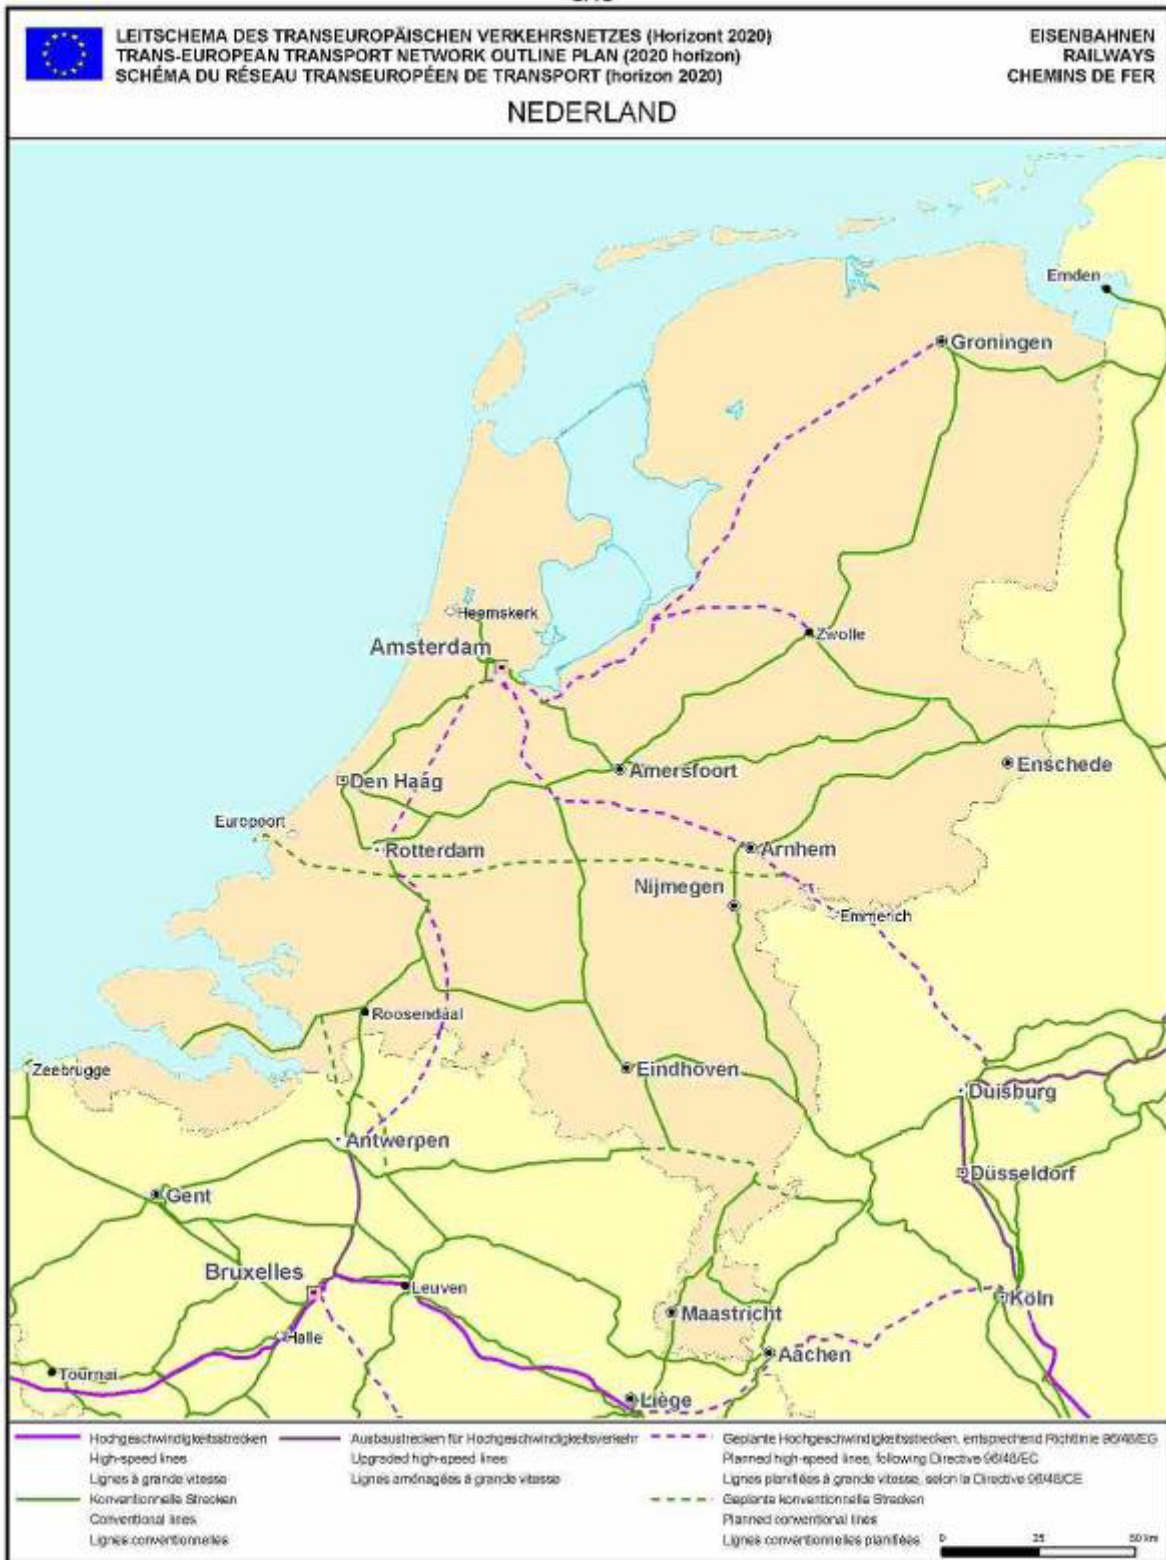 LEITSCHEMA DES TRANSEUROPÄISCHEN VERKEHRSNETZES (Horizont 2020)
TRANS-EUROPEAN TRANSPORT NETWORK OUTLINE PLAN (2020 horizon)
SCHÉMA DU RÉSEAU TRANSEUROPÉEN DE TRANSPORT (horizon 2020)
EISENBAHNEN
RAILWAYS
CHEMINS DE FER
NEDERLAND
Emden
Groningen
Heemskerk
Amsterdam
Zwolle
Den Haag
Amersfoort
Enschede
Europoort
Rotterdam
Arnhem
Nijmegen
Emmerich
Roosendaal
Zeebrugge
Eindhoven
Duisburg
Antwerpen
Düsseldorf
Gent
Bruxelles
Leuven
Köln
Maastricht
Halle
Aachen
Tournai
Liège
Hochgeschwindigkeitsstrecken
High-speed lines
Lignes à grande vitesse
Konventionnelle Strecken
Conventional lines
Lignes conventionnelles
Ausbaustrecken für Hochgeschwindigkeitsverkehr
Upgraded high-speed lines
Lignes aménagées à grande vitesse
Geplante Hochgeschwindigkeitsstrecken, entsprechend Richtlinie 96/48/EG
Planned high-speed lines, following Directive 96/48/EC
Lignes planifiées à grande vitesse, selon la Directive 96/48/CE
Geplante konventionelle Strecken
Planned conventional lines
Lignes conventionnelles planifiées
0 25 50 km